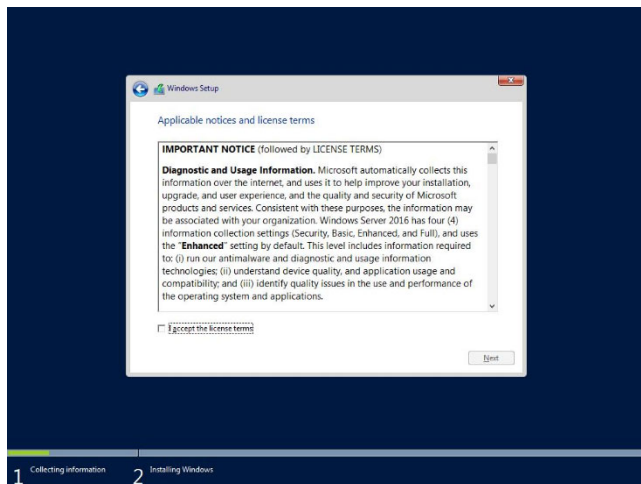 Windows Setup
Applicable notices and license terms
IMPORTANT NOTICE (followed by LICENSE TERMS)
Diagnostic and Usage Information. Microsoft automatically collects this
information over the internet, and uses it to help improve your installation,
upgrade, and user experience, and the quality and security of Microsoft
products and services. Consistent with these purposes, the information may
be associated with your organization. Windows Server 2016 has four (4)
information collection settings (Security, Basic, Enhanced, and Full), and uses
the "Enhanced" setting by default. This level includes information required
to: (i) run our antimalware and diagnostic and usage information
technologies; (ii) understand device quality, and application usage and
compatibility; and (iii) identify quality issues in the use and performance of
the operating system and applications.
I accept the license terms
Next
1 Collecting information
2 Installing Windows